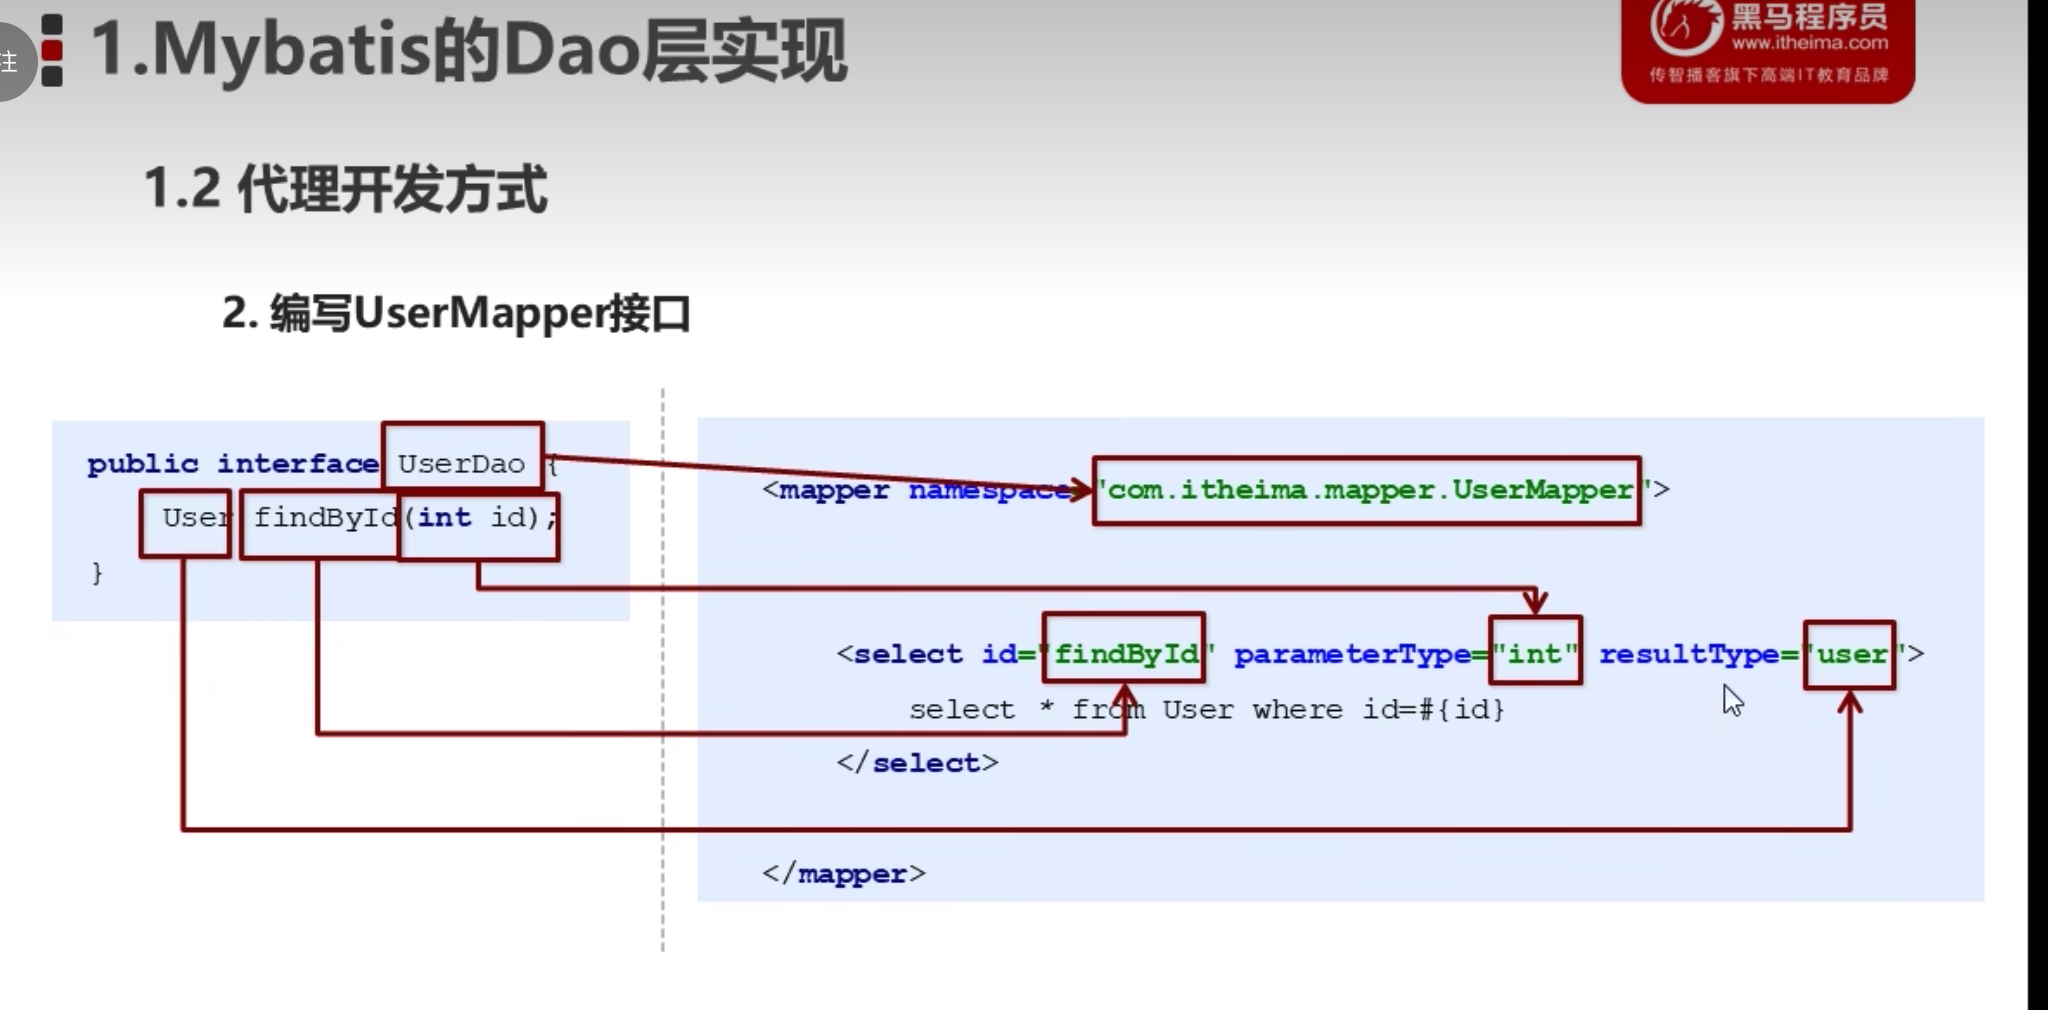 注
1.Mybatis的Dao层实现
黑马程序员
www.itheima.com
传智播客旗下高端IT教育品牌
1.2 代理开发方式
2. 编写UserMapper接口
public interface UserDao {
User findById(int id);
}
<mapper namespace="com.itheima.mapper.UserMapper">
<select id="findById" parameterType="int" resultType="user">
select * from User where id=#{id}
</select>
</mapper>